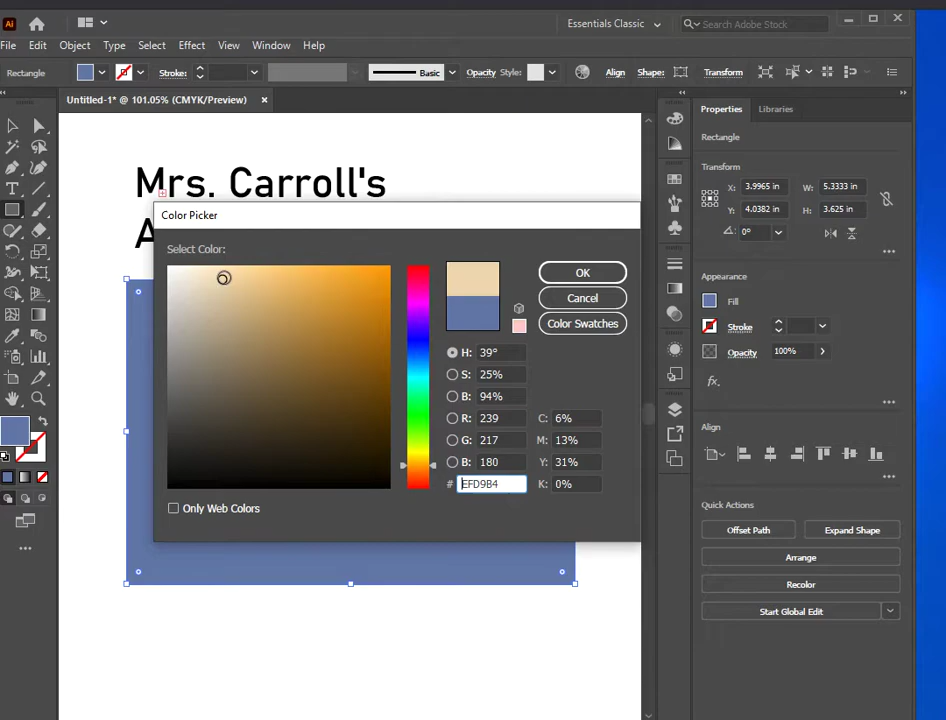 Ai
Essentials Classic
Search Adobe Stock
File Edit Object Type Select Effect View Window Help
Rectangle Stroke: Basic Opacity Style: Align Shape: Transform
Untitled-1* @ 101.05% (CMYK/Preview) ×
Properties Libraries
Rectangle
Transform
X: 3.9965 in W: 5.3333 in
Y: 4.0382 in H: 3.625 in
0°
Appearance
Fill
Stroke
Opacity 100%
fx.
Align
Quick Actions
Offset Path Expand Shape
Arrange
Recolor
Start Global Edit
Mrs. Carroll's
A
Color Picker
Select Color:
OK
Cancel
Color Swatches
H: 39°
S: 25%
B: 94%
R: 239 C: 6%
G: 217 M: 13%
B: 180 Y: 31%
# EFD9B4 K: 0%
Only Web Colors